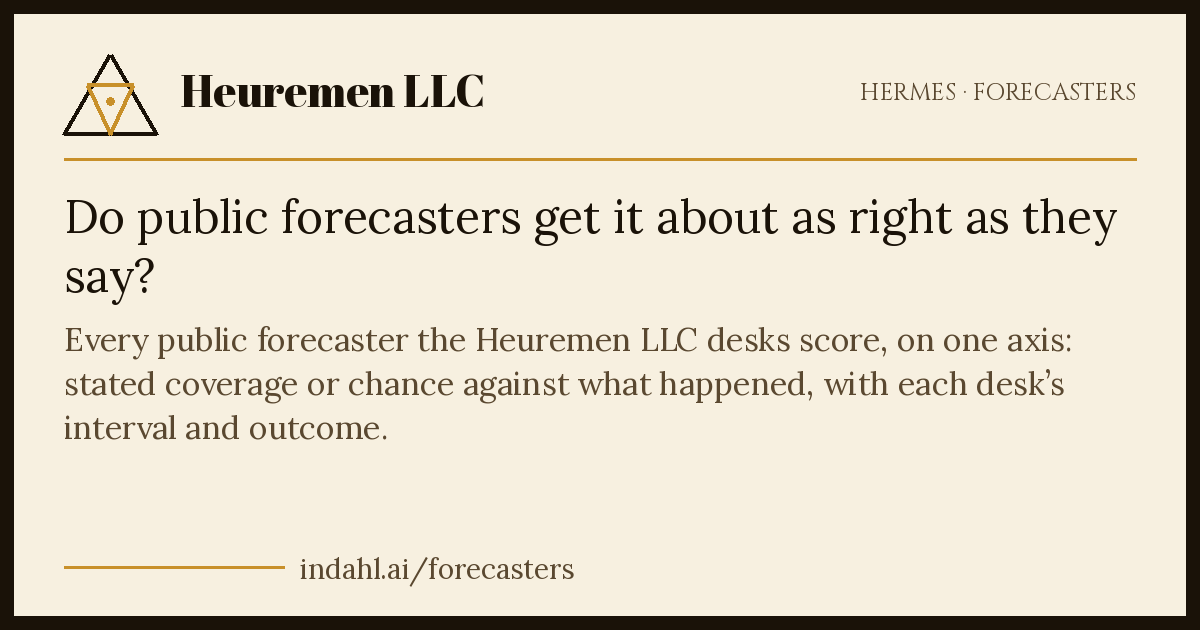 Heuremen LLC
HERMES · FORECASTERS
Do public forecasters get it about as right as they
say?
Every public forecaster the Heuremen LLC desks score, on one axis:
stated coverage or chance against what happened, with each desk’s
interval and outcome.
indahl.ai/forecasters